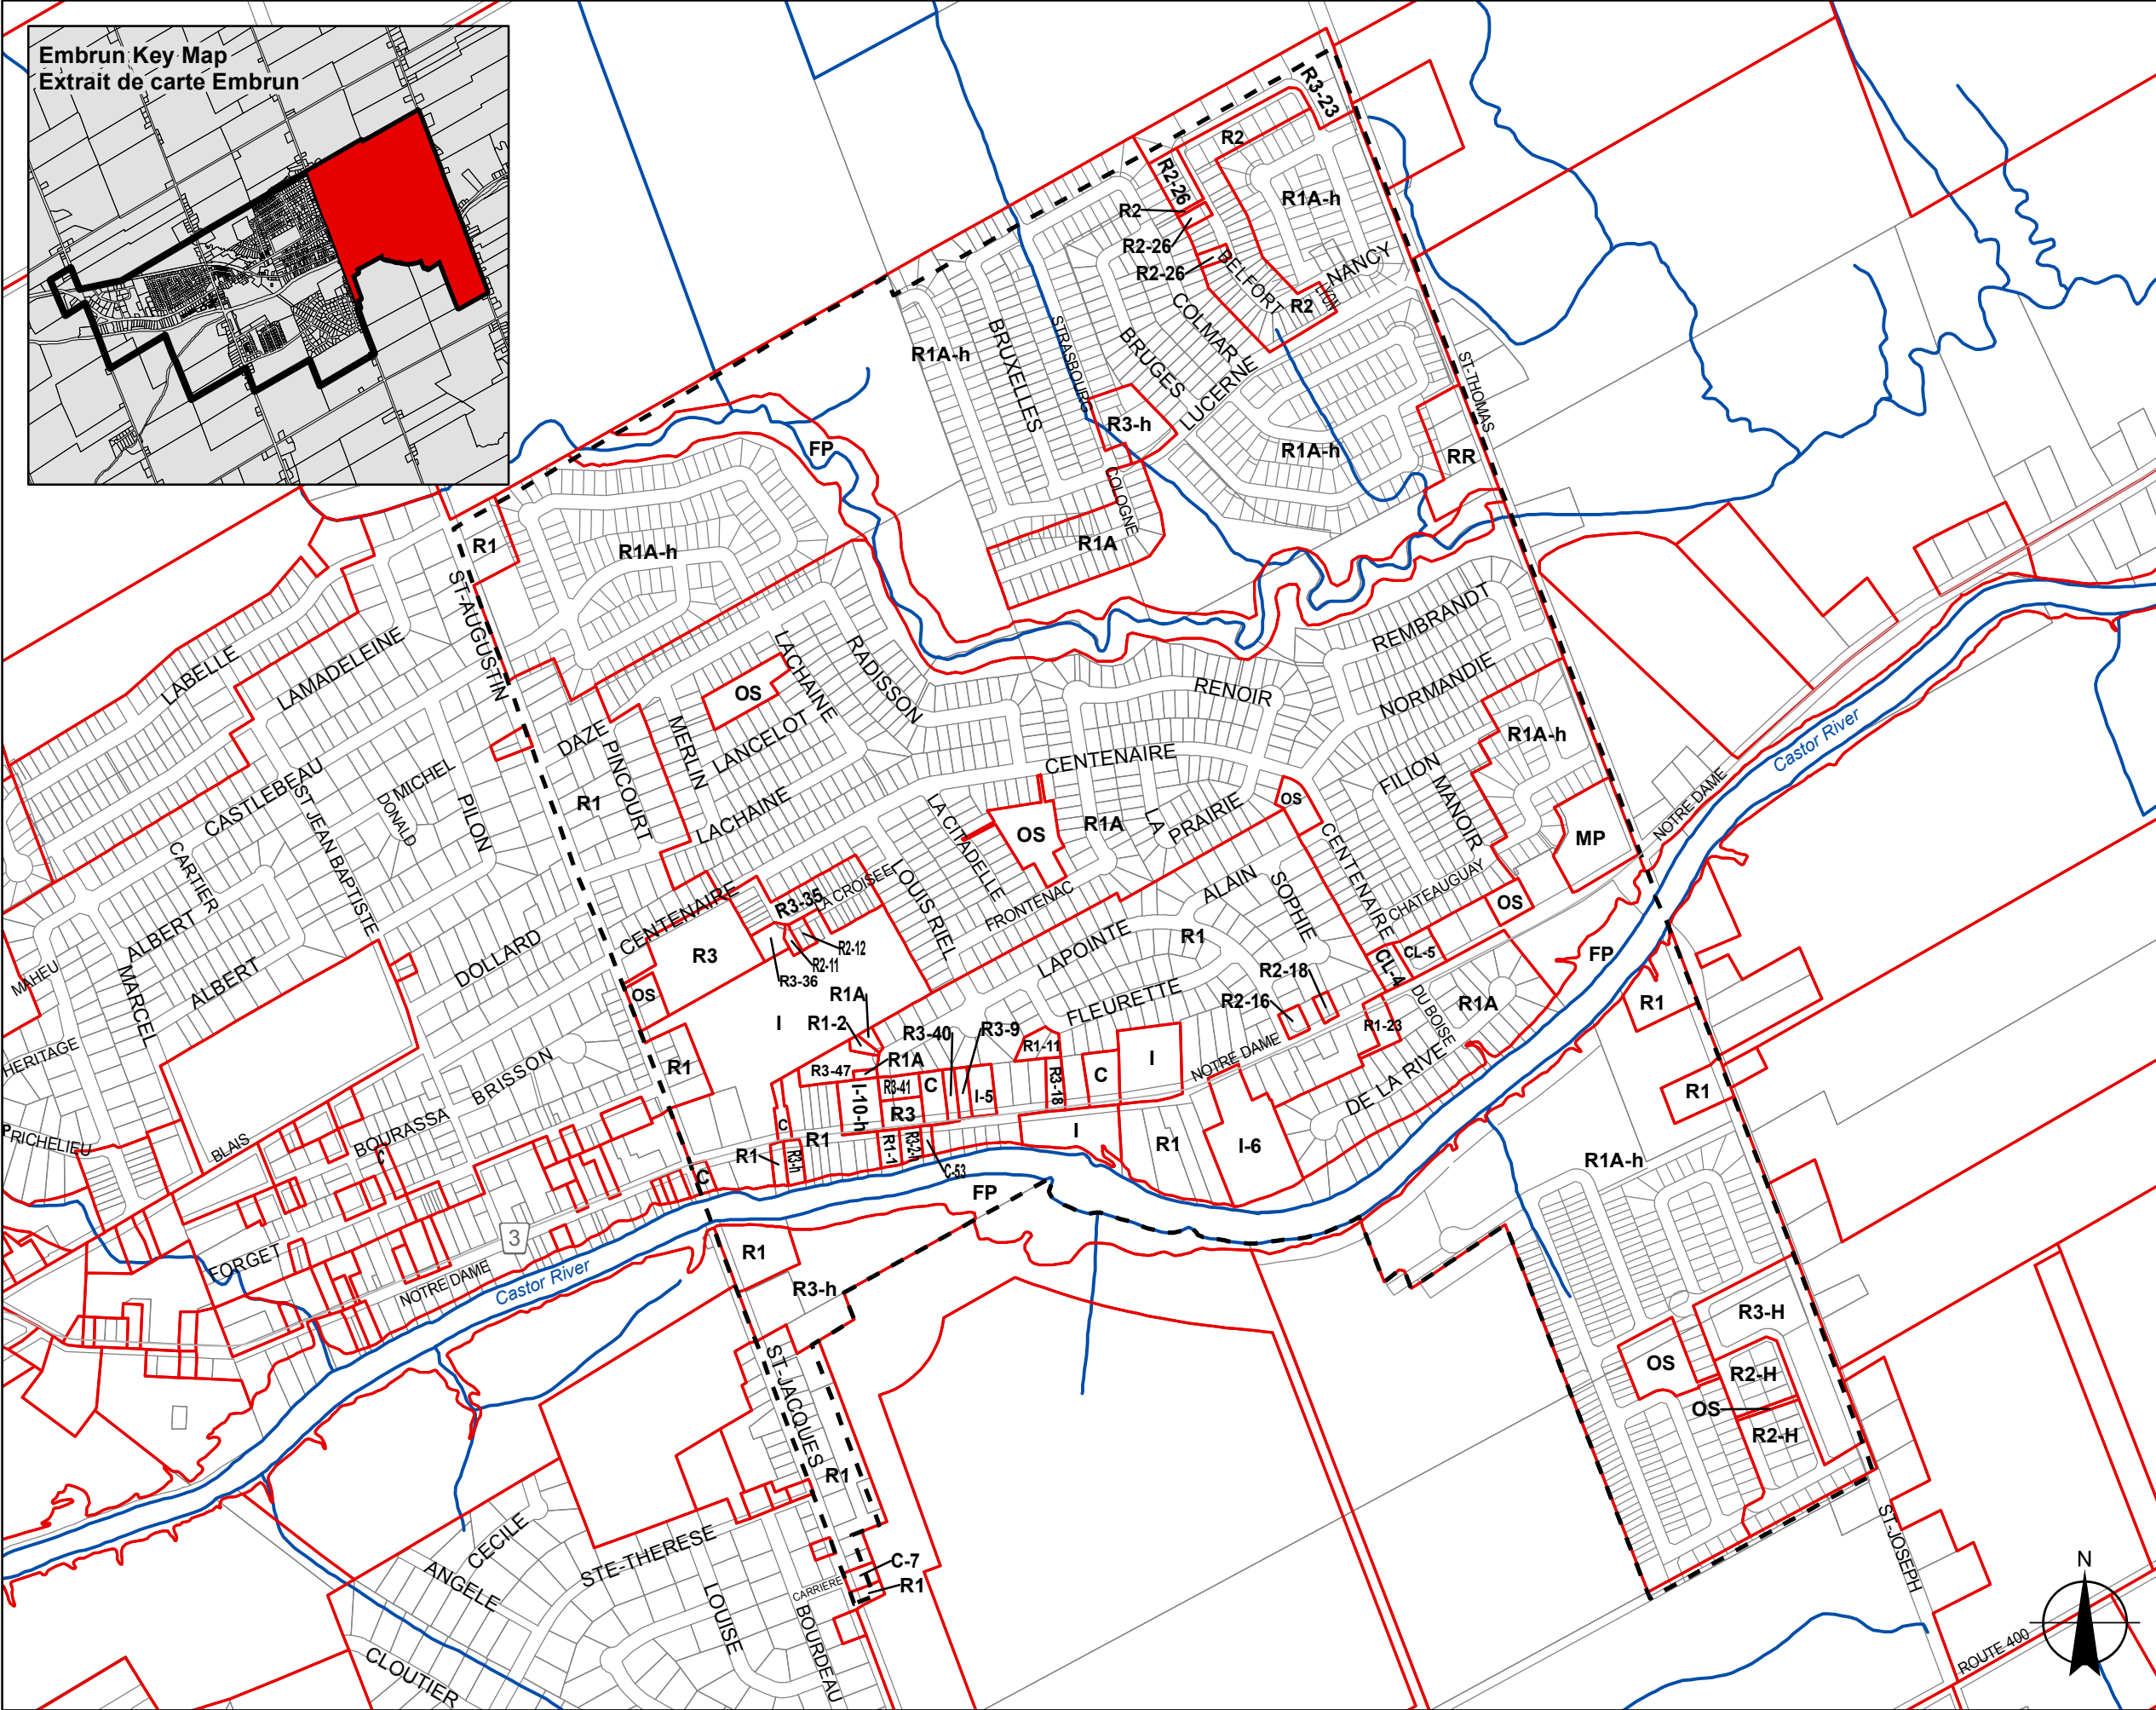 Embrun Key Map
Extrait de carte Embrun
R3-23
R2
R2-26
R1A-h
R2
R2-26
R2-26
BELFORT
NANCY
LYON
R2
COLMAR
BRUXELLES
STRASBOURG
BRUGES
LUCERNE
R1A-h
ST-THOMAS
R3-h
R1A-h
RR
FP
COLOGNE
R1A
R1
R1A-h
ST-AUGUSTIN
REMBRANDT
LABELLE
LAMADELEINE
LACHAINE
RADISSON
OS
RENOIR
NORMANDIE
R1A-h
DAZE
PINCOURT
MERLIN
LANCELOT
CENTENAIRE
Castor River
CASTLEBEAU
ST JEAN BAPTISTE
MICHEL
DONALD
PILON
R1
LACHAINE
LA CITADELLE
OS
R1A
LA
PRAIRIE
OS
FILION
MANOIR
NOTRE DAME
MP
CARTIER
CENTENAIRE
R3-35
LA CROISEE
LOUIS RIEL
FRONTENAC
ALAIN
SOPHIE
CENTENAIRE
CHATEAUGUAY
OS
ALBERT
ALBERT
MARCEL
MAHEU
DOLLARD
R3
R2-12
R2-11
R3-36
LAPOINTE
R1
CL-4
CL-5
FP
OS
R1A
I
R1-2
R3-40
R3-9
FLEURETTE
R2-18
R2-16
DU BOISE
R1A
R1
HERITAGE
BRISSON
R1
R1A
R3-47
R3-41
I-10-h
C
R3
I-5
R1-11
R3-18
C
I
NOTRE DAME
R1-23
DE LA RIVE
R1
RICHELIEU
BLAIS
BOURASSA
C
C
R1
R1
R3-h
R1-1
R3-2-h
C-53
I
R1
I-6
R1A-h
C
FP
FORGET
3
NOTRE DAME
Castor River
R1
R3-h
R3-H
OS
R2-H
OS
R2-H
ST-JACQUES
R1
CECILE
ANGELE
STE-THERESE
LOUISE
CARRIERE
BOURDEAU
C-7
R1
ST-JOSEPH
CLOUTIER
ROUTE 400
N